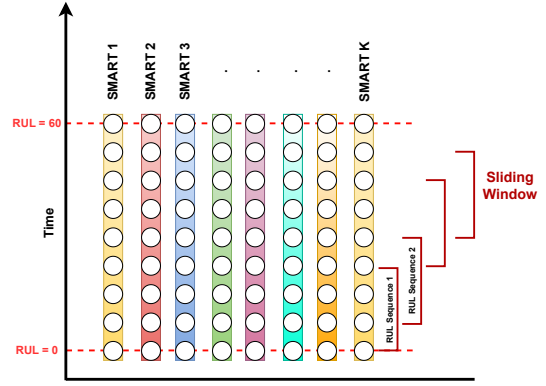 SMART 1
SMART 2
SMART 3
. . . .
SMART K
RUL = 60
Sliding
Window
Time
RUL Sequence 1
RUL Sequence 2
RUL = 0